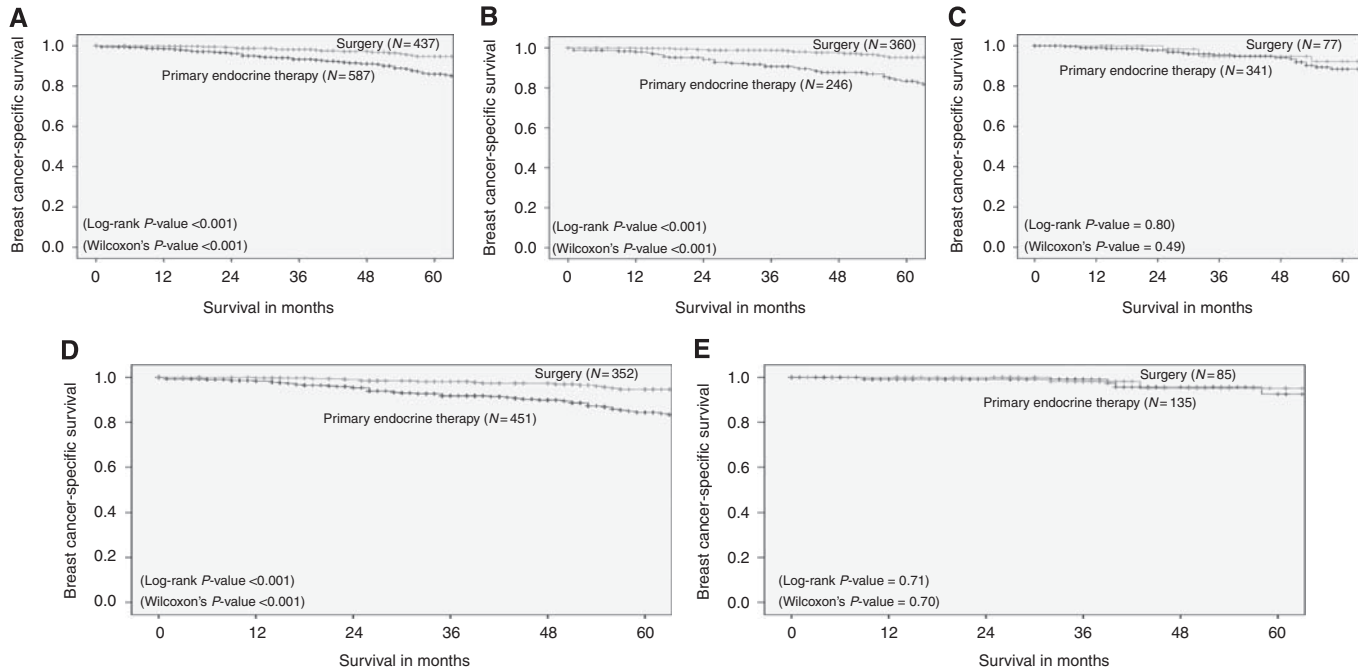 A
Breast cancer-specific survival
1.0
0.8
0.6
0.4
0.2
0.0
Surgery (N=437)
Primary endocrine therapy (N=587)
(Log-rank P-value <0.001)
(Wilcoxon's P-value <0.001)
0 12 24 36 48 60
Survival in months
B
Breast cancer-specific survival
1.0
0.8
0.6
0.4
0.2
0.0
Surgery (N=360)
Primary endocrine therapy (N=246)
(Log-rank P-value <0.001)
(Wilcoxon's P-value <0.001)
0 12 24 36 48 60
Survival in months
C
Breast cancer-specific survival
1.0
0.8
0.6
0.4
0.2
0.0
Surgery (N=77)
Primary endocrine therapy (N=341)
(Log-rank P-value = 0.80)
(Wilcoxon's P-value = 0.49)
0 12 24 36 48 60
Survival in months
D
Breast cancer-specific survival
1.0
0.8
0.6
0.4
0.2
0.0
Surgery (N=352)
Primary endocrine therapy (N=451)
(Log-rank P-value <0.001)
(Wilcoxon's P-value <0.001)
0 12 24 36 48 60
Survival in months
E
Breast cancer-specific survival
1.0
0.8
0.6
0.4
0.2
0.0
Surgery (N=85)
Primary endocrine therapy (N=135)
(Log-rank P-value = 0.71)
(Wilcoxon's P-value = 0.70)
0 12 24 36 48 60
Survival in months